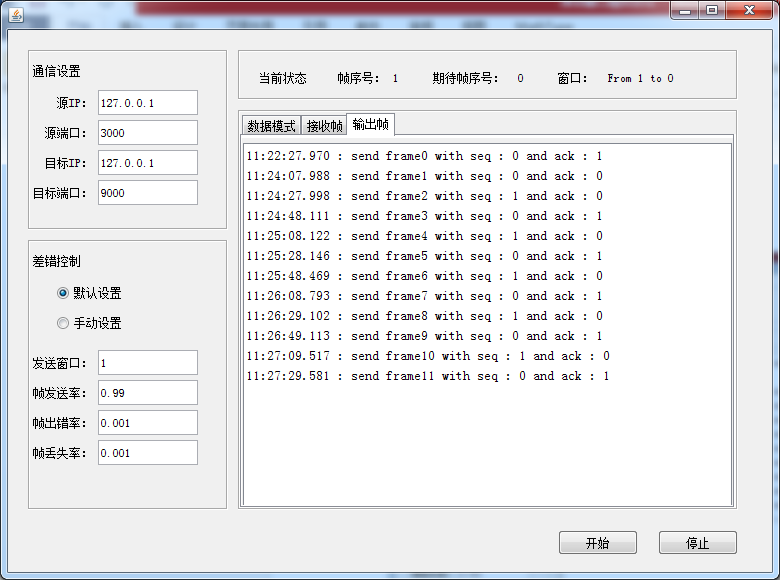 通信设置
源IP: 127.0.0.1
源端口: 3000
目标IP: 127.0.0.1
目标端口: 9000
差错控制
默认设置
手动设置
发送窗口: 1
帧发送率: 0.99
帧出错率: 0.001
帧丢失率: 0.001
当前状态 帧序号: 1 期待帧序号: 0 窗口: From 1 to 0
数据模式 接收帧 输出帧
11:22:27.970 : send frame0 with seq : 0 and ack : 1
11:24:07.988 : send frame1 with seq : 0 and ack : 0
11:24:27.998 : send frame2 with seq : 1 and ack : 0
11:24:48.111 : send frame3 with seq : 0 and ack : 1
11:25:08.122 : send frame4 with seq : 1 and ack : 0
11:25:28.146 : send frame5 with seq : 0 and ack : 1
11:25:48.469 : send frame6 with seq : 1 and ack : 0
11:26:08.793 : send frame7 with seq : 0 and ack : 1
11:26:29.102 : send frame8 with seq : 1 and ack : 0
11:26:49.113 : send frame9 with seq : 0 and ack : 1
11:27:09.517 : send frame10 with seq : 1 and ack : 0
11:27:29.581 : send frame11 with seq : 0 and ack : 1
开始 停止